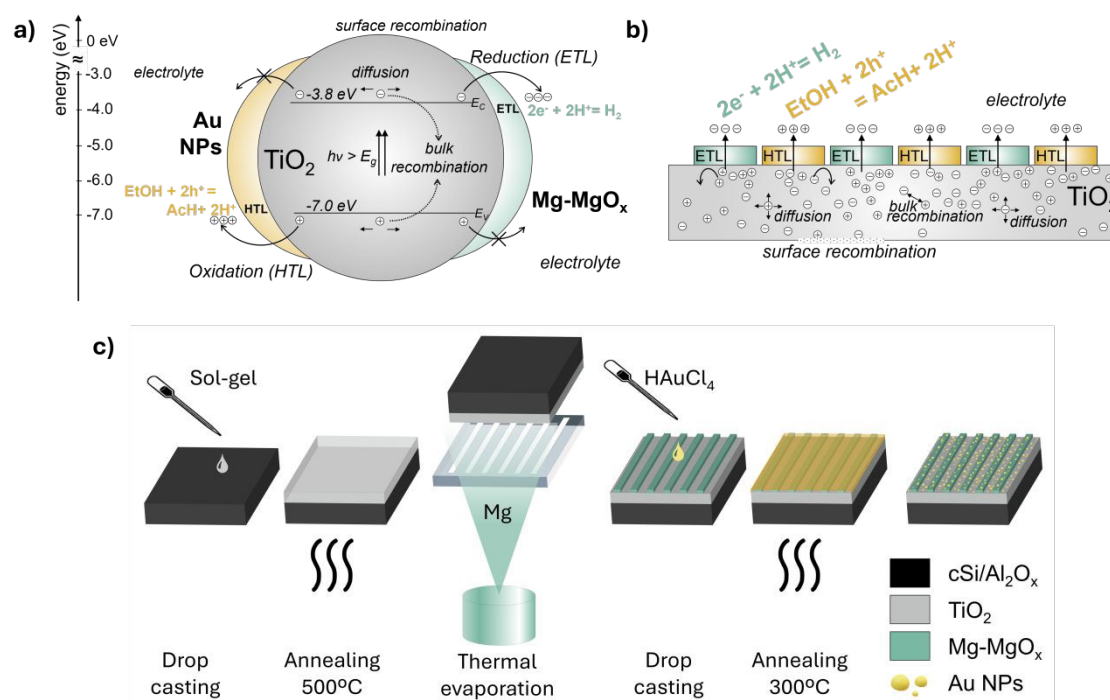 a)
energy (eV)
0 eV
≈
-3.0
-4.0
-5.0
-6.0
-7.0
surface recombination
electrolyte
diffusion
Reduction (ETL)
-3.8 eV
E_C
ETL
2e⁻ + 2H⁺= H₂
Au
NPs
TiO₂
hν > E_g
bulk
recombination
EtOH + 2h⁺ =
AcH+ 2H⁺
HTL
-7.0 eV
E_V
Mg-MgOₓ
Oxidation (HTL)
electrolyte
b)
2e⁻ + 2H⁺= H₂
EtOH + 2h⁺
= AcH+ 2H⁺
electrolyte
ETL
HTL
ETL
HTL
ETL
HTL
TiO
diffusion
bulk
recombination
diffusion
surface recombination
c)
Sol-gel
HAuCl₄
Mg
cSi/Al₂Oₓ
TiO₂
Mg-MgOₓ
Au NPs
Drop
casting
Annealing
500ºC
Thermal
evaporation
Drop
casting
Annealing
300ºC